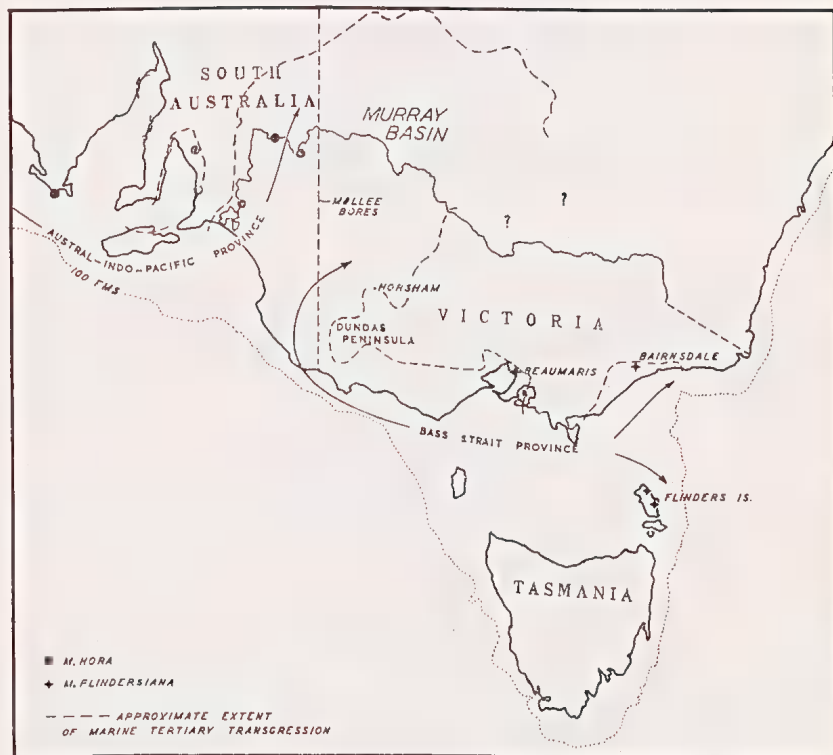 SOUTH
AUSTRALIA
MURRAY
BASIN
MALLEE
BORES
?
?
AUSTRAL-INDO-PACIFIC PROVINCE
100 FMS
HORSHAM
VICTORIA
DUNDAS
PENINSULA
BEAUMARIS
BAIRNSDALE
BASS STRAIT PROVINCE
FLINDERS IS.
TASMANIA
M. HORA
M. FLINDERSIANA
APPROXIMATE EXTENT
OF MARINE TERTIARY TRANSGRESSION